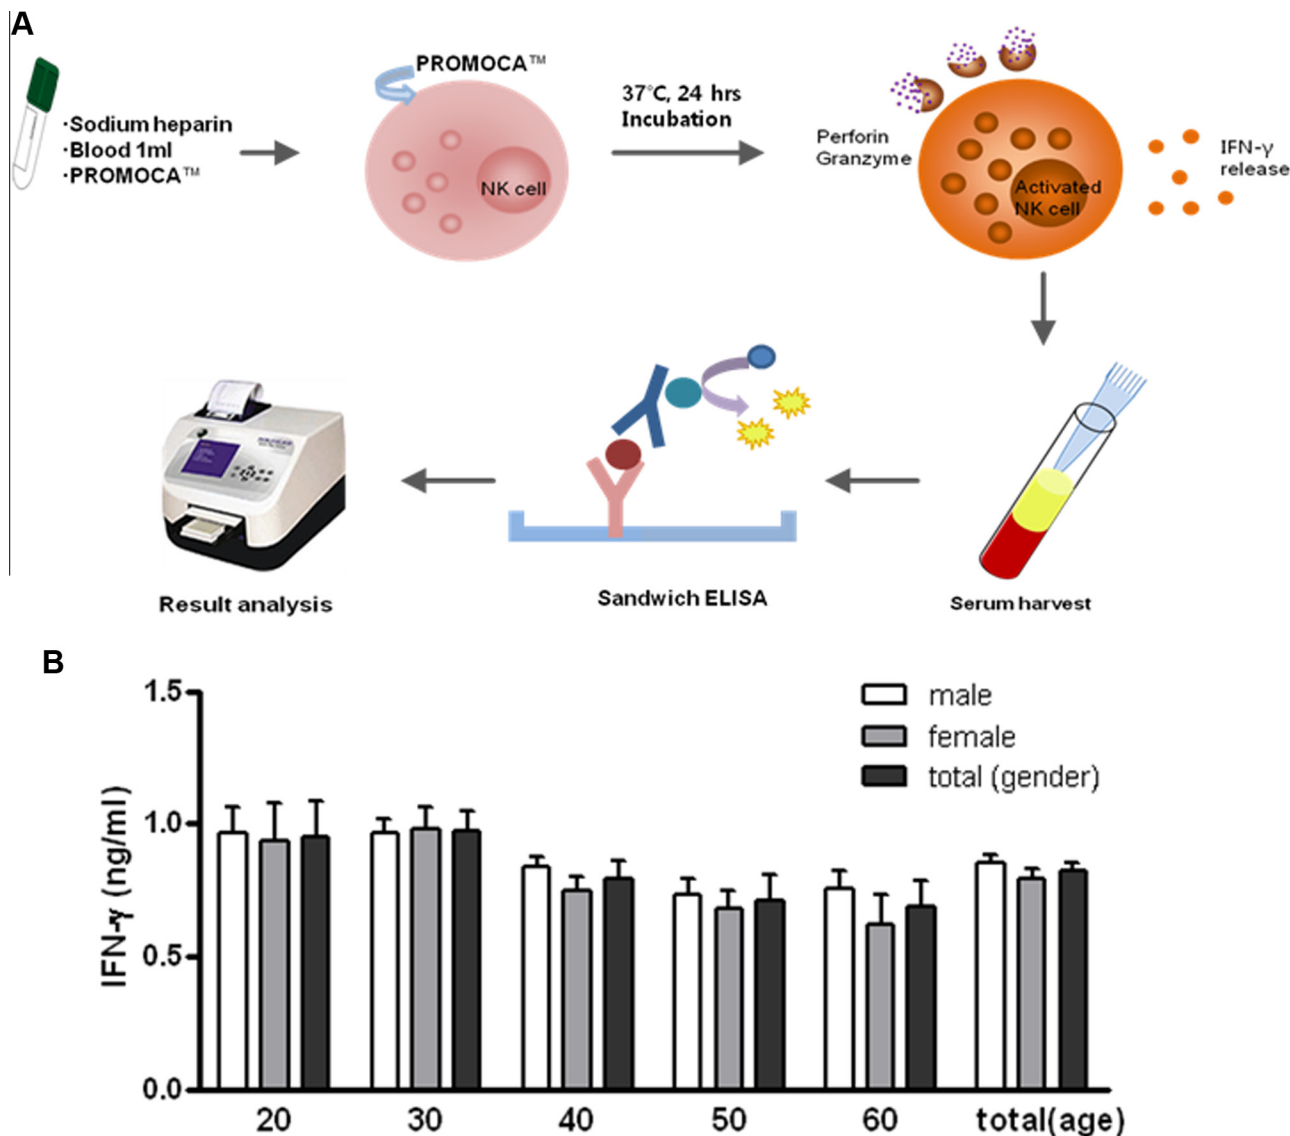 A
·Sodium heparin
·Blood 1ml
·PROMOCA™
PROMOCA™
NK cell
37°C, 24 hrs
Incubation
Perforin
Granzyme
Activated
NK cell
IFN-γ
release
Result analysis
Sandwich ELISA
Serum harvest
B
IFN-γ (ng/ml)
1.5
1.0
0.5
0.0
male
female
total (gender)
20 30 40 50 60 total(age)